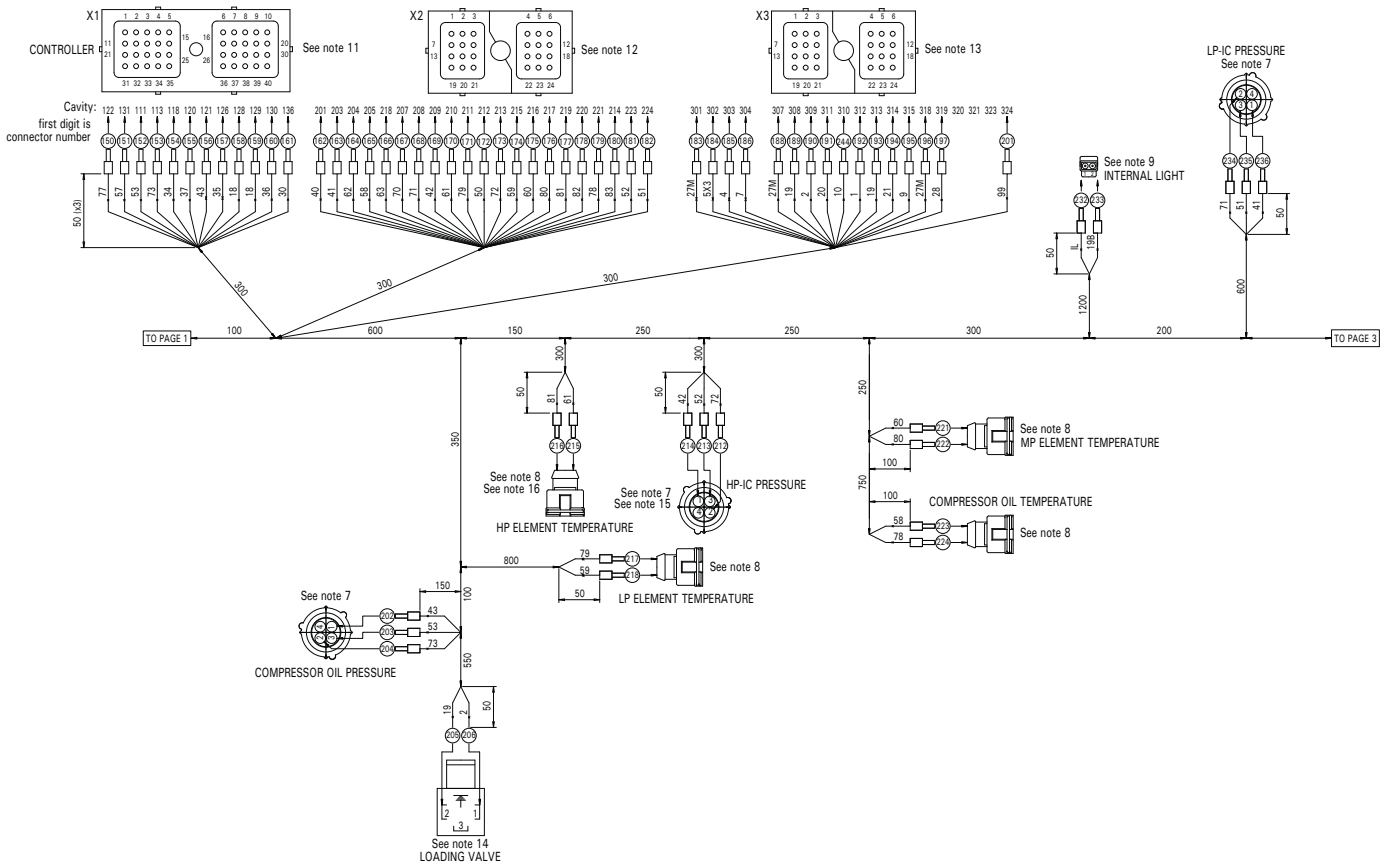 X1
1 2 3 4 5
6 7 8 9 10
11
21
15
25
16
26
20
30
31 32 33 34 35
36 37 38 39 40
CONTROLLER
See note 11
X2
1 2 3
4 5 6
7
13
12
18
19 20 21
22 23 24
See note 12
X3
1 2 3
4 5 6
7
13
12
18
19 20 21
22 23 24
See note 13
LP-IC PRESSURE
See note 7
2 4
3 1
Cavity:
first digit is
connector number
122 131 111 113 118 120 121 126 128 129 130 136
201 203 204 205 218 207 208 209 210 211 212 213 215 216 217 219 220 221 214 223 224
301 302 303 304
307 308 309 311 310 312 313 314 315 318 319 320 321 323 324
150 151 152 153 154 155 156 157 158 159 160 161
162 163 164 165 166 167 168 169 170 171 172 173 174 175 176 177 178 179 180 181 182
183 184 185 186
188 189 190 191 244 192 193 194 195 196 197
201
77 57 53 73 34 37 43 35 18 18 36 30
40 41 62 58 63 70 71 42 61 79 50 72 59 60 80 81 82 78 83 52 51
27M 5X3 4 7
27M 19 2 20 10 1 19 21 9 27M 28
99
50 (x3)
See note 9
INTERNAL LIGHT
232 233
IL 19B
50
1200
234 235 236
71 51 41
50
600
300
300
300
TO PAGE 1
100
600
150
250
250
300
200
TO PAGE 3
300
50
81 61
216 215
See note 8
See note 16
HP ELEMENT TEMPERATURE
300
50
42 52 72
214 213 212
See note 7
See note 15
1 3
4 2
HP-IC PRESSURE
250
60 221
80 222
100
See note 8
MP ELEMENT TEMPERATURE
750
100
COMPRESSOR OIL TEMPERATURE
58 223
78 224
See note 8
350
800
79 217
59 218
50
See note 8
LP ELEMENT TEMPERATURE
100
150
See note 7
4 1
2 3
202 43
203 53
204 73
COMPRESSOR OIL PRESSURE
550
50
19 2
205 206
2 1
3
See note 14
LOADING VALVE